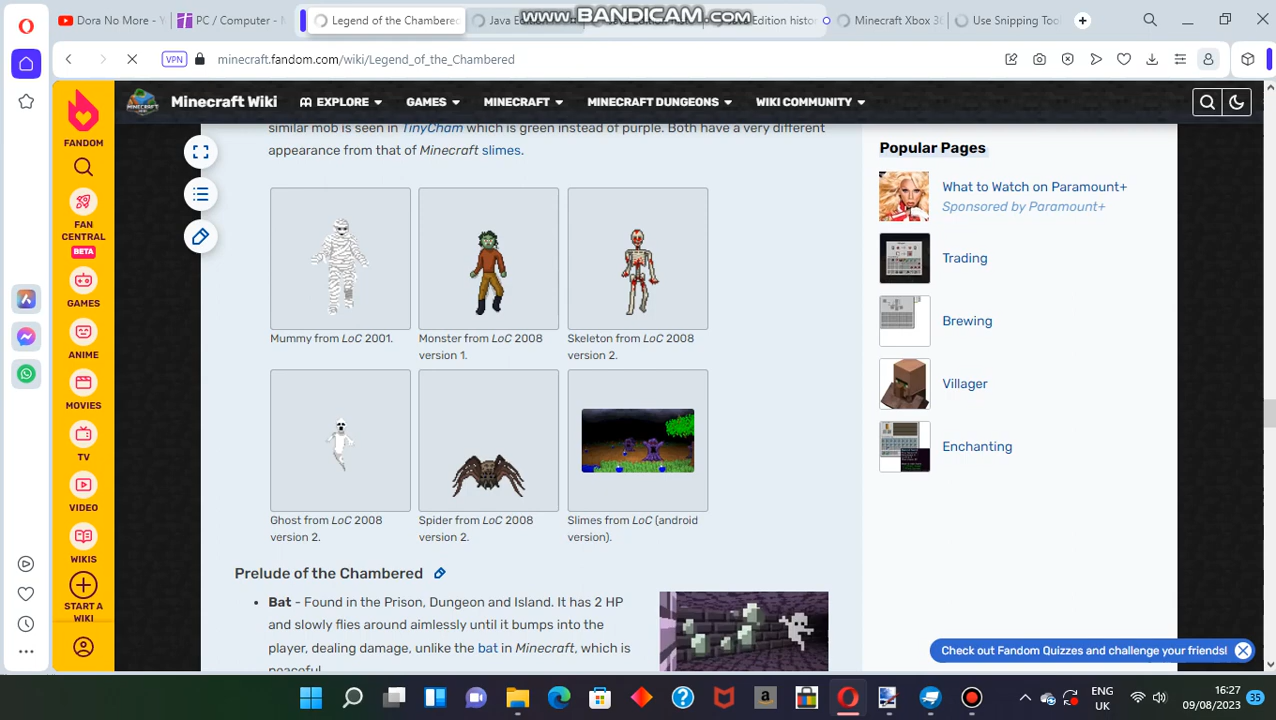 Dora No More - Y
PC / Computer - M
Legend of the Chambered
Java Edition
Edition histor
Minecraft Xbox 36
Use Snipping Too
www.BANDICAM.com
VPN
minecraft.fandom.com/wiki/Legend_of_the_Chambered
FANDOM
Minecraft Wiki
EXPLORE
GAMES
MINECRAFT
MINECRAFT DUNGEONS
WIKI COMMUNITY
FAN
CENTRAL
BETA
GAMES
ANIME
MOVIES
TV
VIDEO
WIKIS
START A
WIKI
similar mob is seen in TinyCham which is green instead of purple. Both have a very different
appearance from that of Minecraft slimes.
Mummy from LoC 2001.
Monster from LoC 2008
version 1.
Skeleton from LoC 2008
version 2.
Ghost from LoC 2008
version 2.
Spider from LoC 2008
version 2.
Slimes from LoC (android
version).
Prelude of the Chambered
• Bat - Found in the Prison, Dungeon and Island. It has 2 HP
and slowly flies around aimlessly until it bumps into the
player, dealing damage, unlike the bat in Minecraft, which is
peaceful
Popular Pages
What to Watch on Paramount+
Sponsored by Paramount+
Trading
Brewing
Villager
Enchanting
Check out Fandom Quizzes and challenge your friends!
ENG
UK
16:27
09/08/2023
35